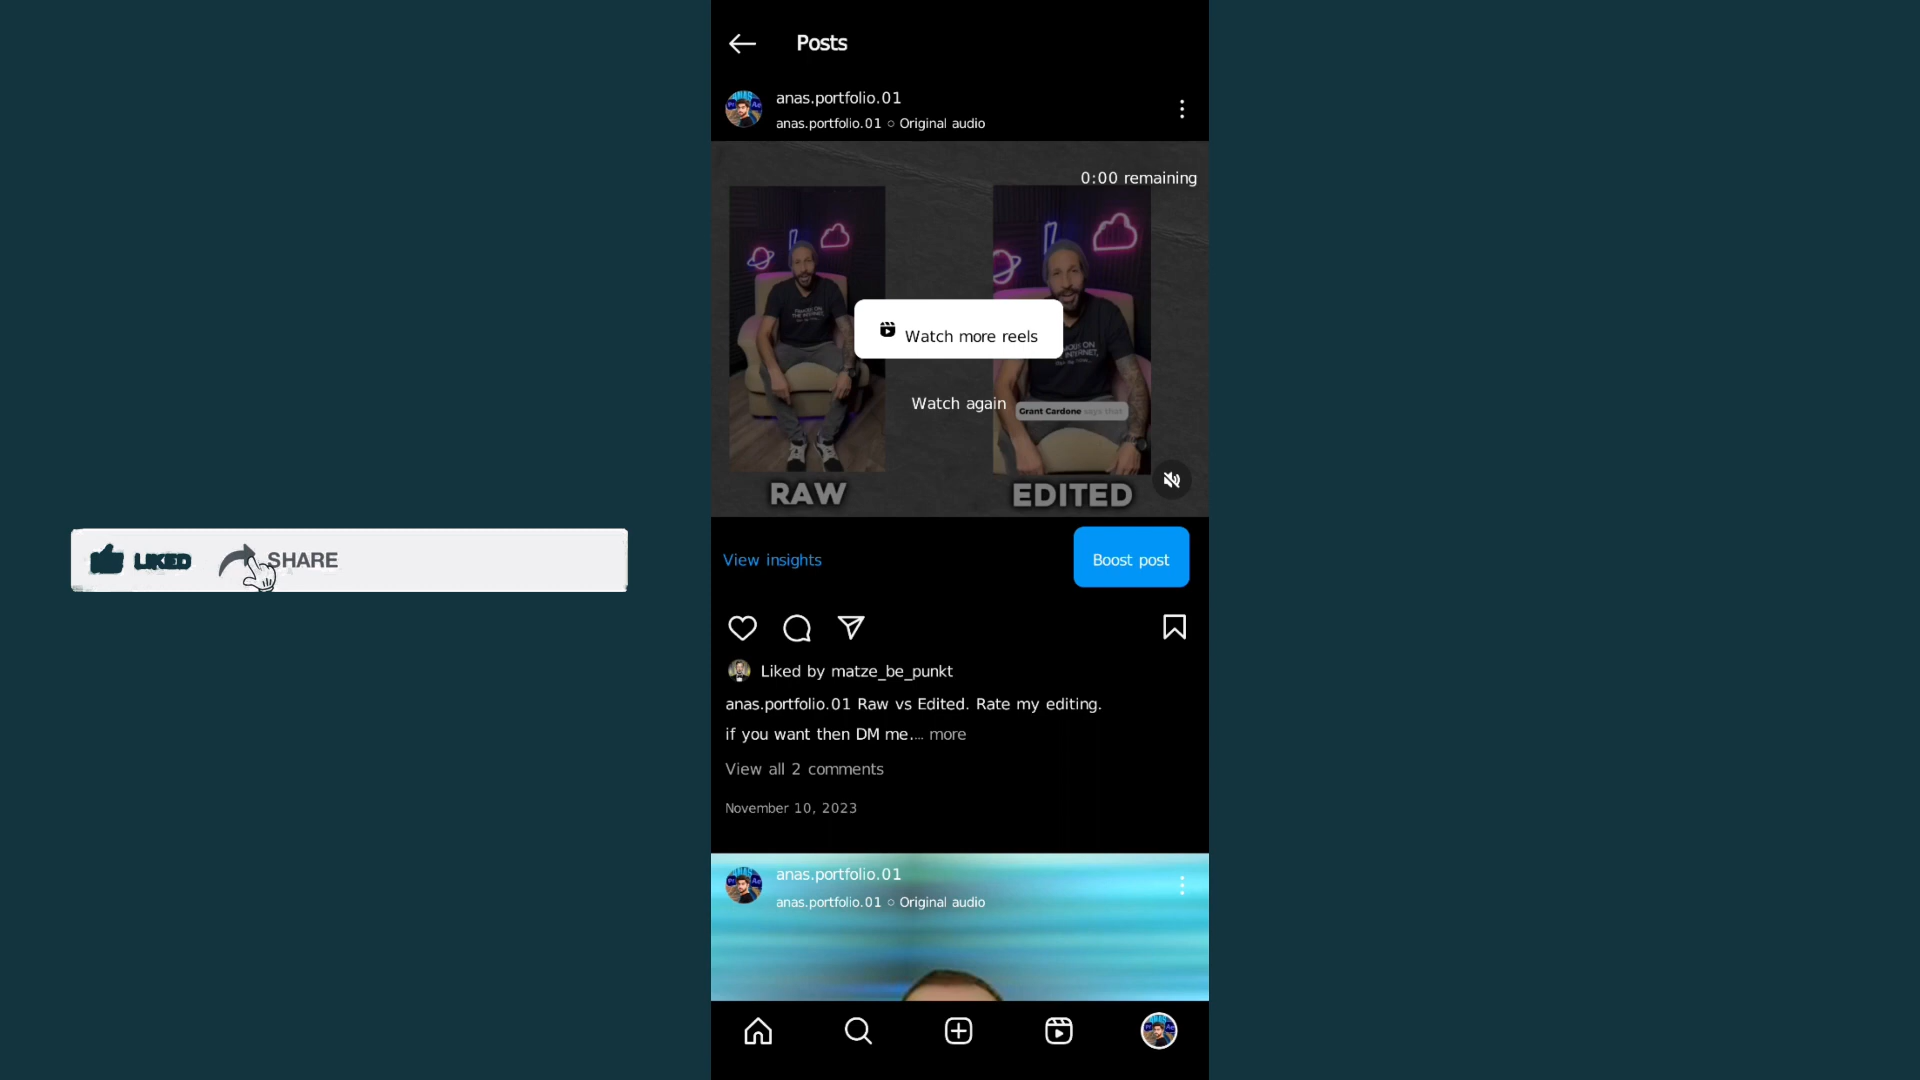 Posts
anas.portfolio.01
anas.portfolio.01 ○ Original audio
0:00 remaining
Watch more reels
Watch again
Grant Cardone says that
RAW
EDITED
LIKED
SHARE
View insights
Boost post
Liked by matze_be_punkt
anas.portfolio.01 Raw vs Edited. Rate my editing.
if you want then DM me.... more
View all 2 comments
November 10, 2023
anas.portfolio.01
anas.portfolio.01 ○ Original audio